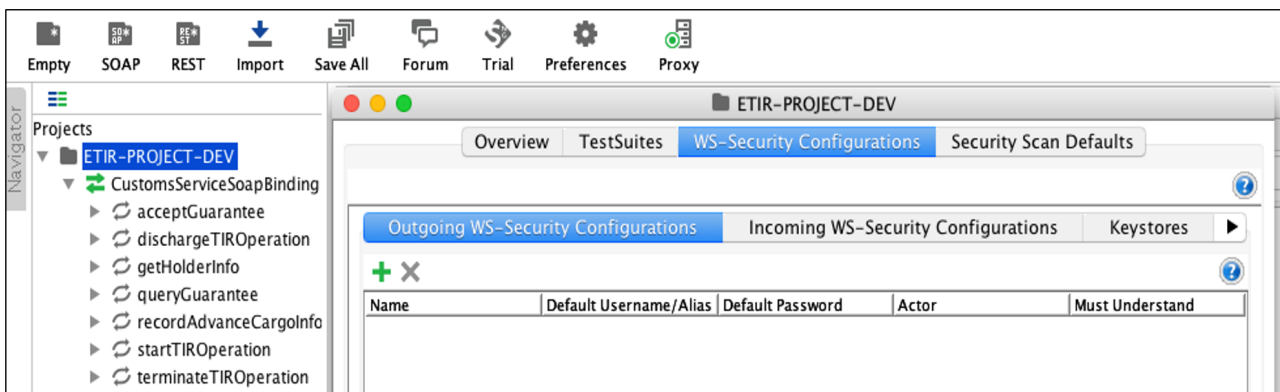 Empty SOAP REST Import Save All Forum Trial Preferences Proxy
Navigator
Projects
ETIR-PROJECT-DEV
CustomsServiceSoapBinding
acceptGuarantee
dischargeTIROperation
getHolderInfo
queryGuarantee
recordAdvanceCargoInfo
startTIROperation
terminateTIROperation
ETIR-PROJECT-DEV
Overview TestSuites WS-Security Configurations Security Scan Defaults
Outgoing WS-Security Configurations Incoming WS-Security Configurations Keystores
Name Default Username/Alias Default Password Actor Must Understand